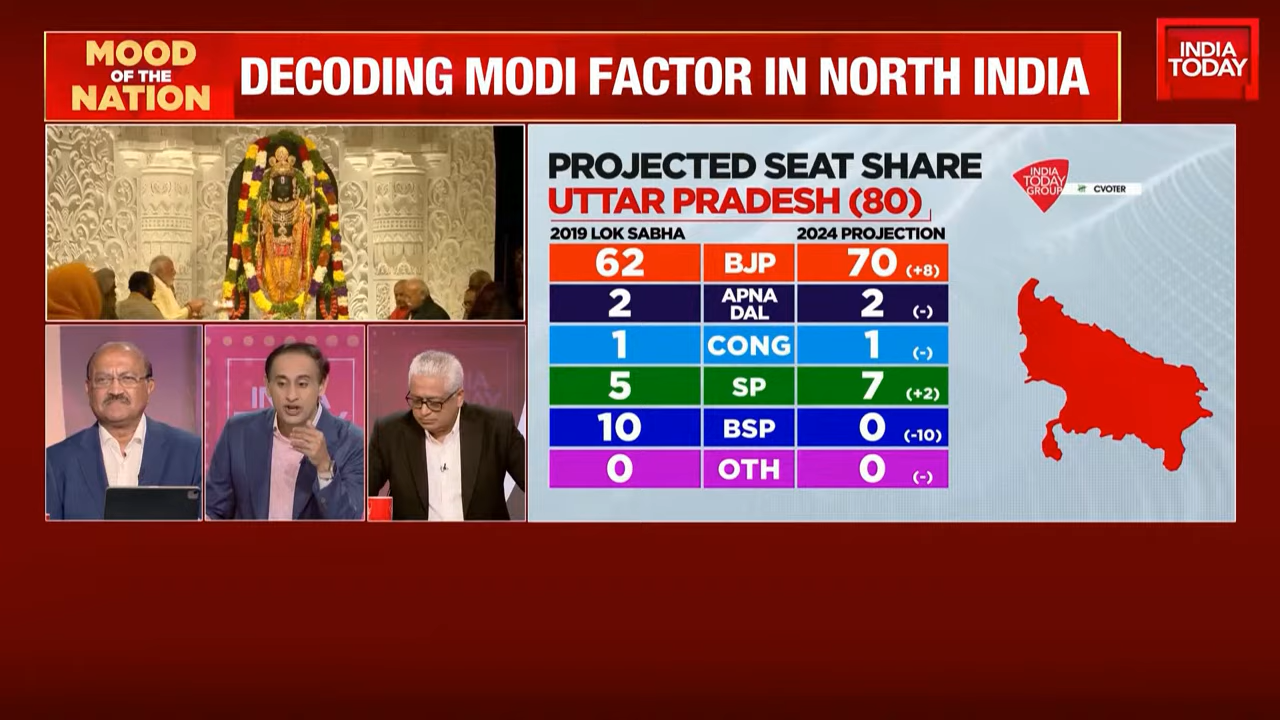 MOOD
OF THE
NATION
DECODING MODI FACTOR IN NORTH INDIA
INDIA
TODAY
PROJECTED SEAT SHARE
UTTAR PRADESH (80)
INDIA
TODAY
GROUP
CVOTER
2019 LOK SABHA 2024 PROJECTION
62 BJP 70 (+8)
2 APNA DAL 2 (-)
1 CONG 1 (-)
5 SP 7 (+2)
10 BSP 0 (-10)
0 OTH 0 (-)